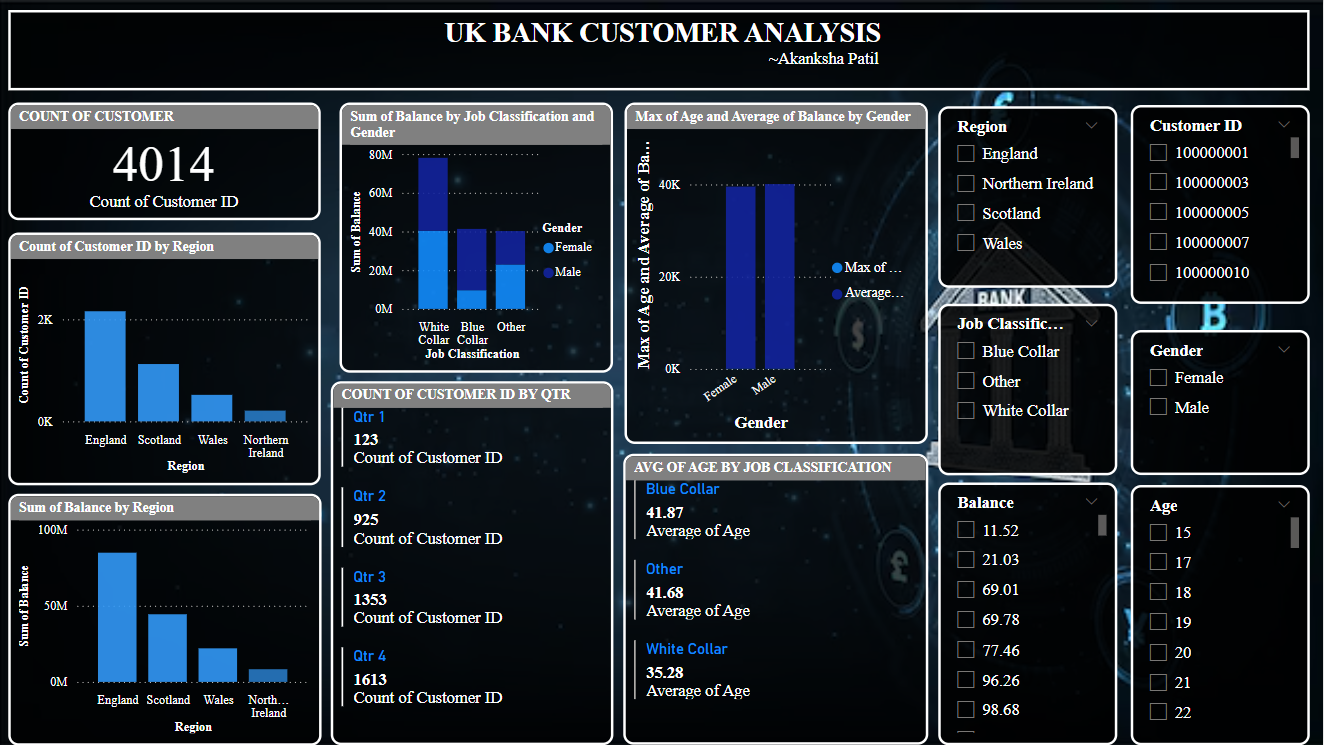 UK BANK CUSTOMER ANALYSIS
~Akanksha Patil
COUNT OF CUSTOMER
4014
Count of Customer ID
Count of Customer ID by Region
Count of Customer ID
2K
0K
England
Scotland
Wales
Northern
Ireland
Region
Sum of Balance by Region
Sum of Balance
100M
50M
0M
England
Scotland
Wales
North...
Ireland
Region
Sum of Balance by Job Classification and
Gender
Sum of Balance
80M
60M
40M
20M
0M
White
Collar
Blue
Collar
Other
Job Classification
Gender
Female
Male
COUNT OF CUSTOMER ID BY QTR
Qtr 1
123
Count of Customer ID
Qtr 2
925
Count of Customer ID
Qtr 3
1353
Count of Customer ID
Qtr 4
1613
Count of Customer ID
Max of Age and Average of Balance by Gender
Max of Age and Average of Ba...
40K
20K
0K
Female
Male
Gender
Max of ...
Average...
AVG OF AGE BY JOB CLASSIFICATION
Blue Collar
41.87
Average of Age
Other
41.68
Average of Age
White Collar
35.28
Average of Age
Region
England
Northern Ireland
Scotland
Wales
BANK
Job Classific...
Blue Collar
Other
White Collar
Balance
11.52
21.03
69.01
69.78
77.46
96.26
98.68
Customer ID
100000001
100000003
100000005
100000007
100000010
Gender
Female
Male
Age
15
17
18
19
20
21
22